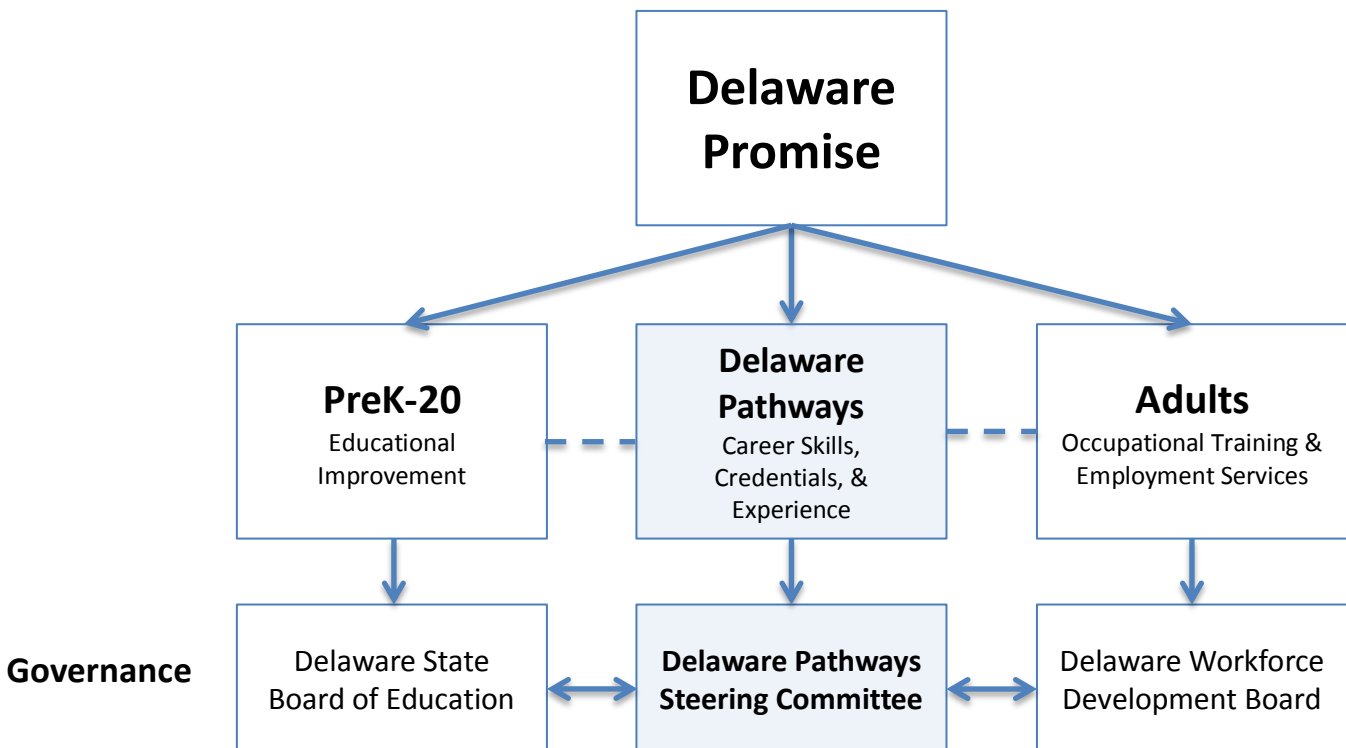 Delaware
Promise
PreK-20
Educational
Improvement
Delaware
Pathways
Career Skills,
Credentials, &
Experience
Adults
Occupational Training &
Employment Services
Governance
Delaware State
Board of Education
Delaware Pathways
Steering Committee
Delaware Workforce
Development Board